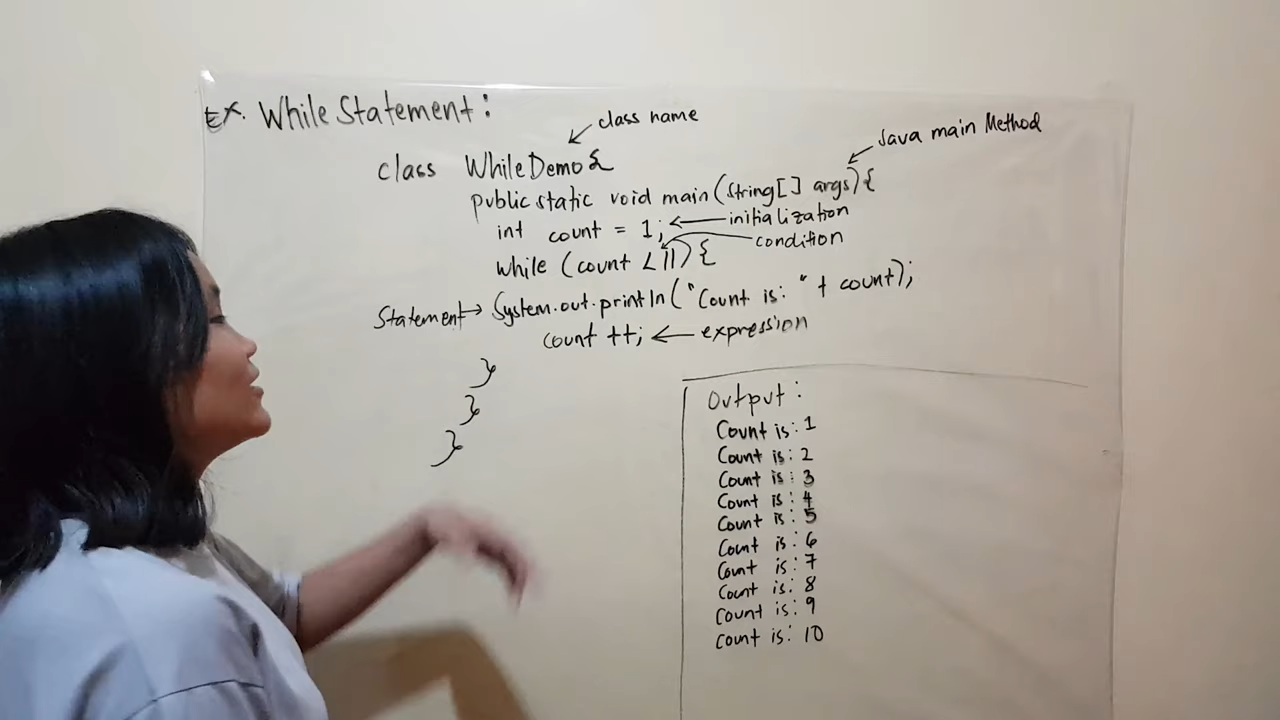 Ex. While Statement:
class name
class WhileDemo{
Java main Method
public static void main(String[] args){
int count = 1; ← initialization
condition
while (count < 11) {
Statement → System.out.println("Count is: " + count);
count ++; ← expression
}
}
}
Output:
Count is: 1
Count is: 2
Count is: 3
Count is: 4
Count is: 5
Count is: 6
Count is: 7
Count is: 8
Count is: 9
Count is: 10